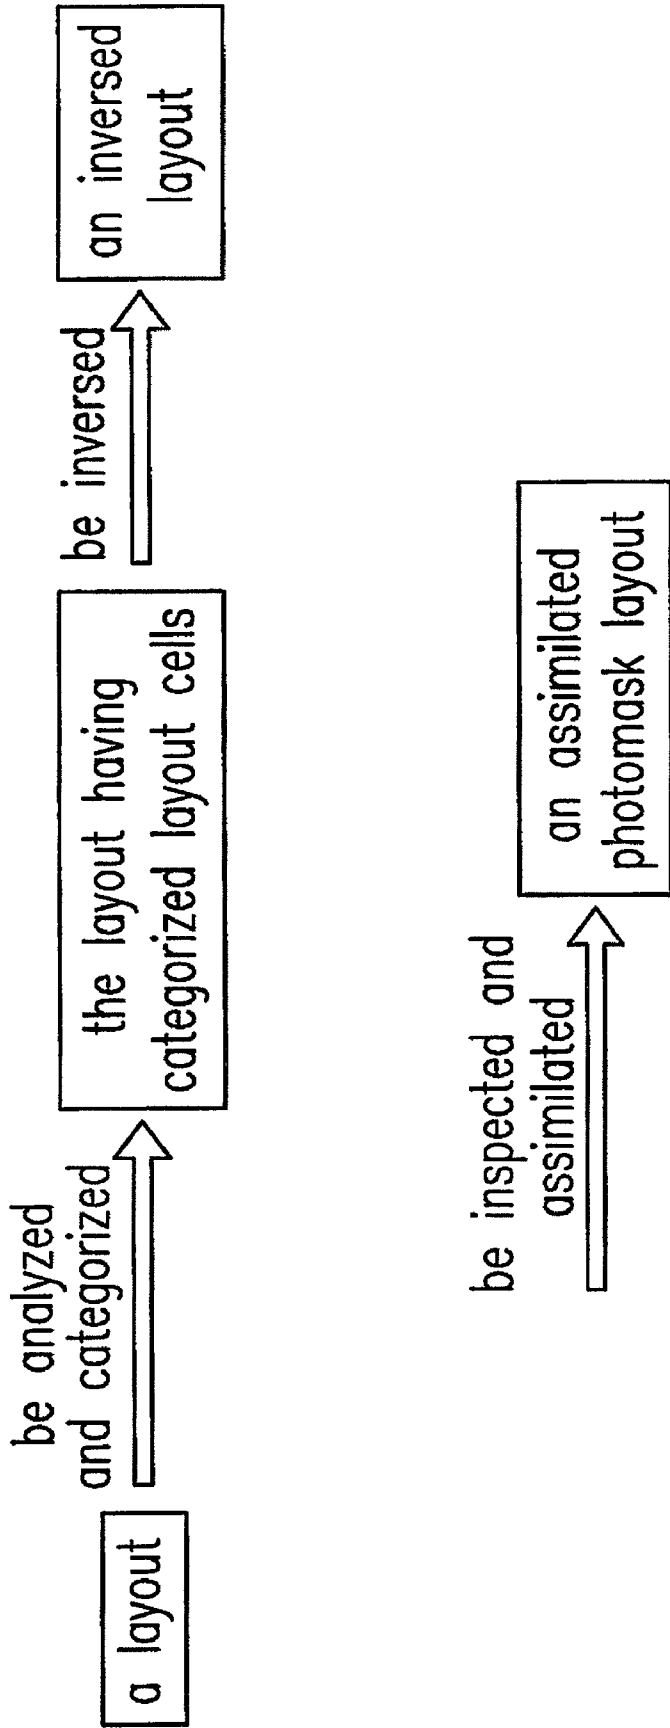 a layout
be analyzed
and categorized
the layout having
categorized layout cells
be inversed
an inversed
layout
be inspected and
assimilated
an assimilated
photomask layout